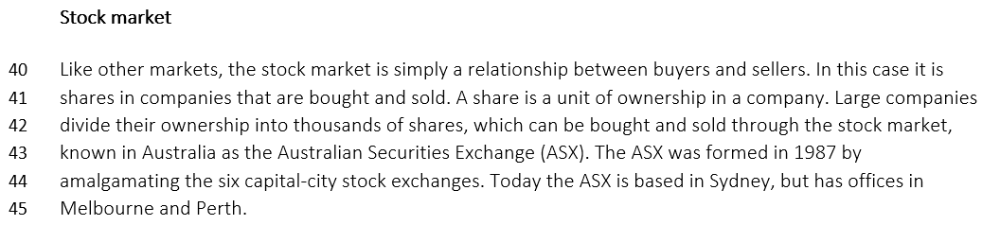 Stock market
40 Like other markets, the stock market is simply a relationship between buyers and sellers. In this case it is
41 shares in companies that are bought and sold. A share is a unit of ownership in a company. Large companies
42 divide their ownership into thousands of shares, which can be bought and sold through the stock market,
43 known in Australia as the Australian Securities Exchange (ASX). The ASX was formed in 1987 by
44 amalgamating the six capital-city stock exchanges. Today the ASX is based in Sydney, but has offices in
45 Melbourne and Perth.